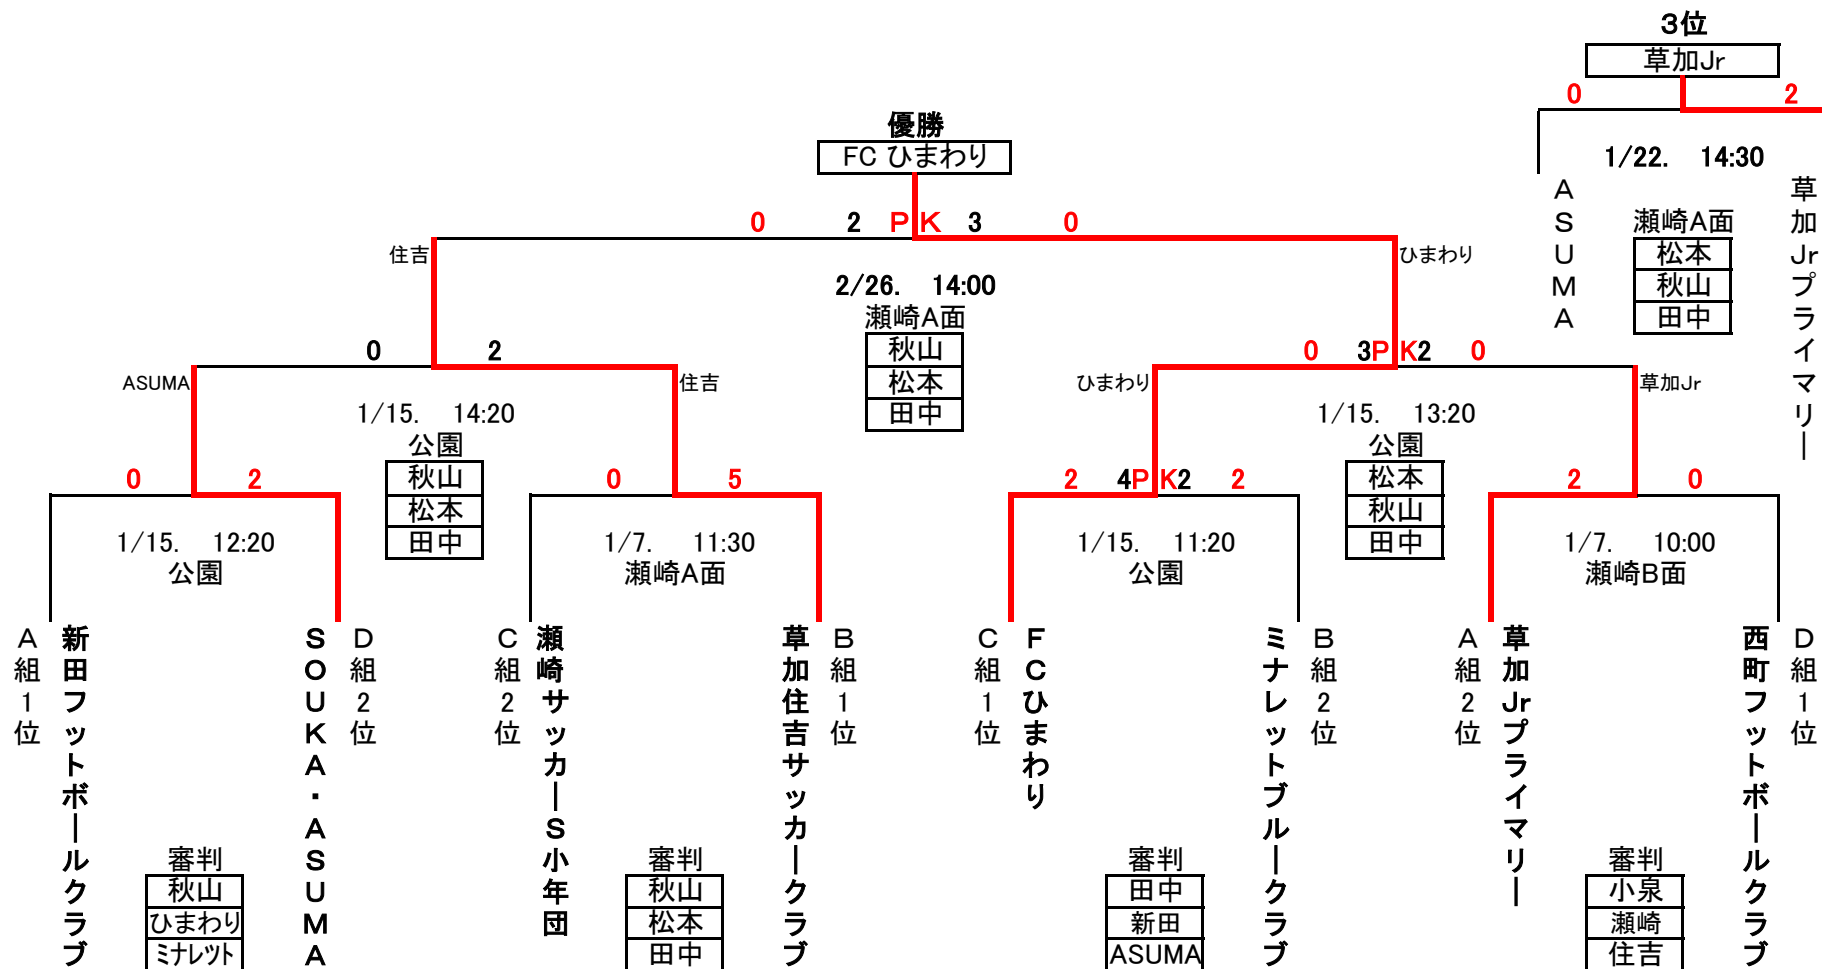 3位
草加Jr
0 2
優勝
FC ひまわり
1/22. 14:30
ASUMA
草加Jrプライマリー
瀬崎A面
松本
秋山
田中
0 2 PK 3 0
住吉
ひまわり
2/26. 14:00
瀬崎A面
秋山
松本
田中
0 2
0 3PK2 0
ASUMA
住吉
ひまわり
草加Jr
1/15. 14:20
公園
秋山
松本
田中
1/15. 13:20
公園
松本
秋山
田中
0 2
0 5
2 4PK2 2
2 0
1/15. 12:20
公園
1/7. 11:30
瀬崎A面
1/15. 11:20
公園
1/7. 10:00
瀬崎B面
A組1位
新田フットボールクラブ
SOUKA・ASUMA
D組2位
C組2位
瀬崎サッカーS小年団
草加住吉サッカークラブ
B組1位
C組1位
FCひまわり
ミナレットブルークラブ
B組2位
A組2位
草加Jrプライマリー
西町フットボールクラブ
D組1位
審判
秋山
ひまわり
ミナレツト
審判
秋山
松本
田中
審判
田中
新田
ASUMA
審判
小泉
瀬崎
住吉